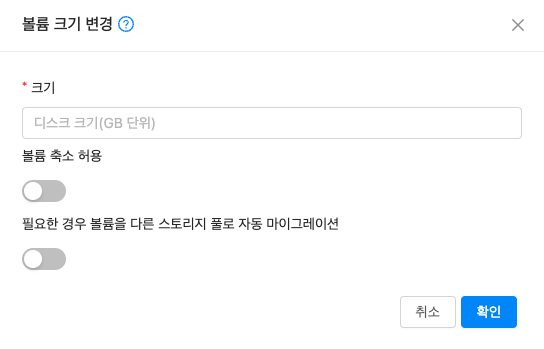 볼륨 크기 변경
* 크기
디스크 크기(GB 단위)
볼륨 축소 허용
필요한 경우 볼륨을 다른 스토리지 풀로 자동 마이그레이션
취소 확인